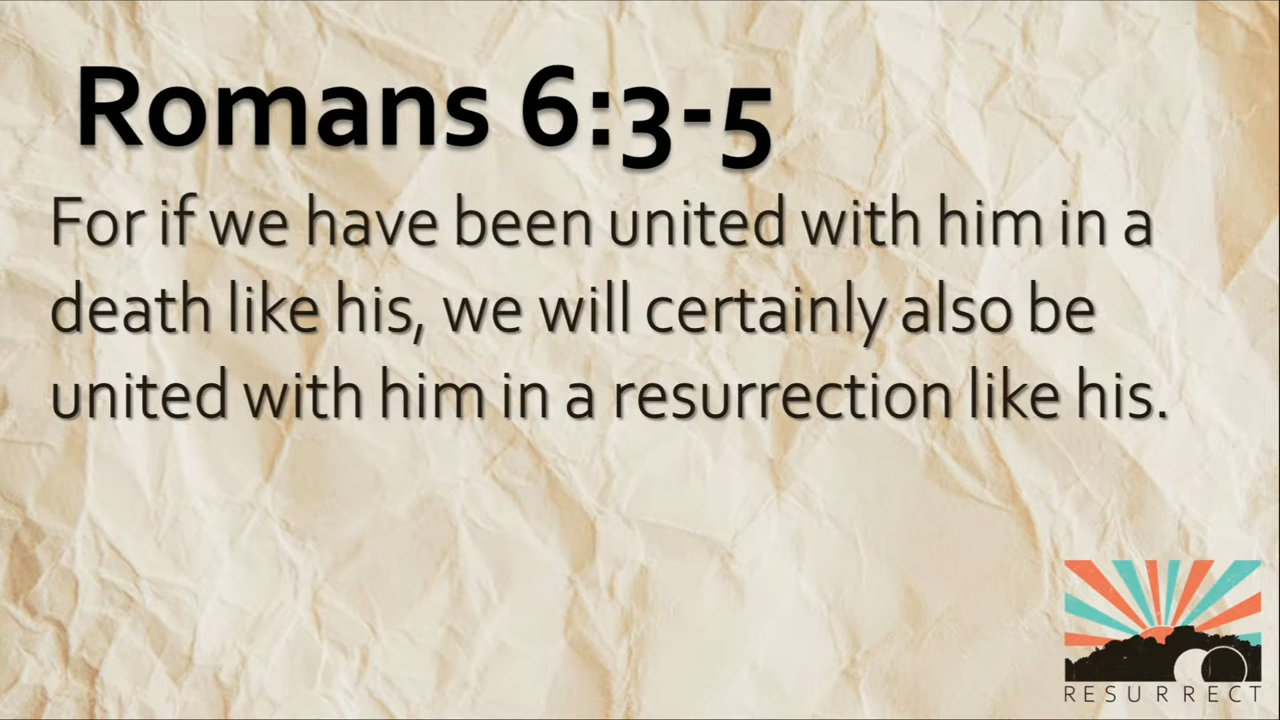 Romans 6:3-5
For if we have been united with him in a
death like his, we will certainly also be
united with him in a resurrection like his.
RESURRECT